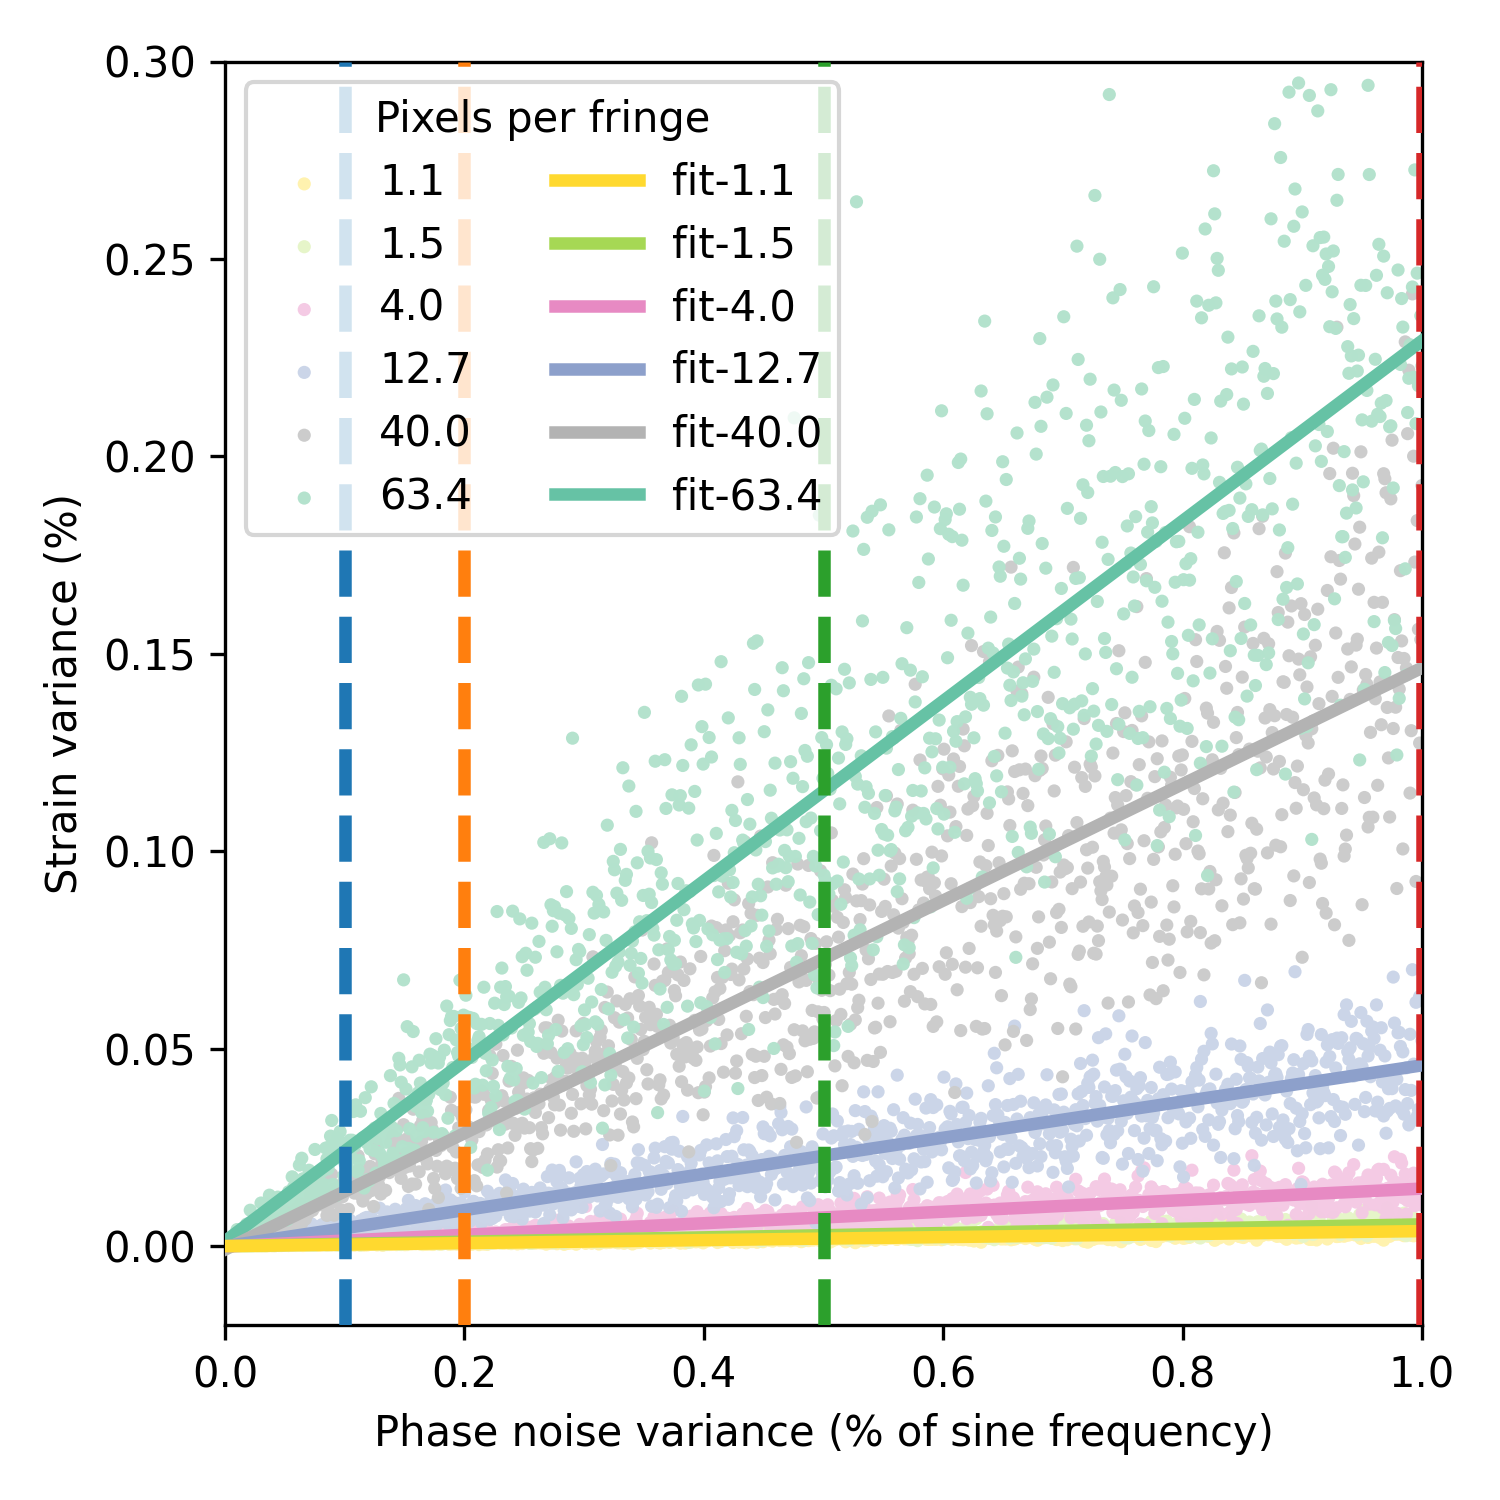 0.30
0.25
0.20
0.15
0.10
0.05
0.00
Strain variance (%)
Pixels per fringe
1.1 fit-1.1
1.5 fit-1.5
4.0 fit-4.0
12.7 fit-12.7
40.0 fit-40.0
63.4 fit-63.4
0.0 0.2 0.4 0.6 0.8 1.0
Phase noise variance (% of sine frequency)